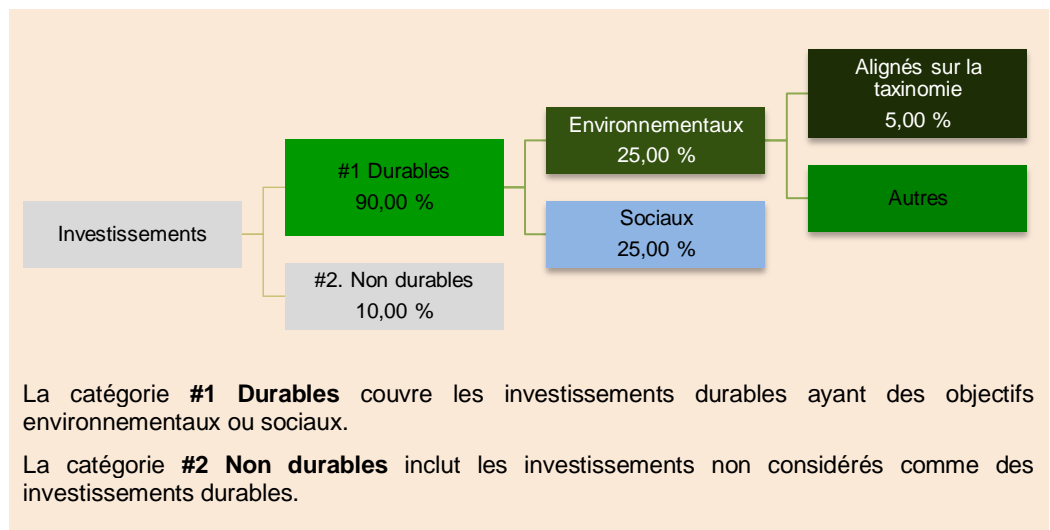 Investissements
#1 Durables
90,00 %
#2. Non durables
10,00 %
Environnementaux
25,00 %
Sociaux
25,00 %
Alignés sur la
taxinomie
5,00 %
Autres
La catégorie #1 Durables couvre les investissements durables ayant des objectifs
environnementaux ou sociaux.
La catégorie #2 Non durables inclut les investissements non considérés comme des
investissements durables.